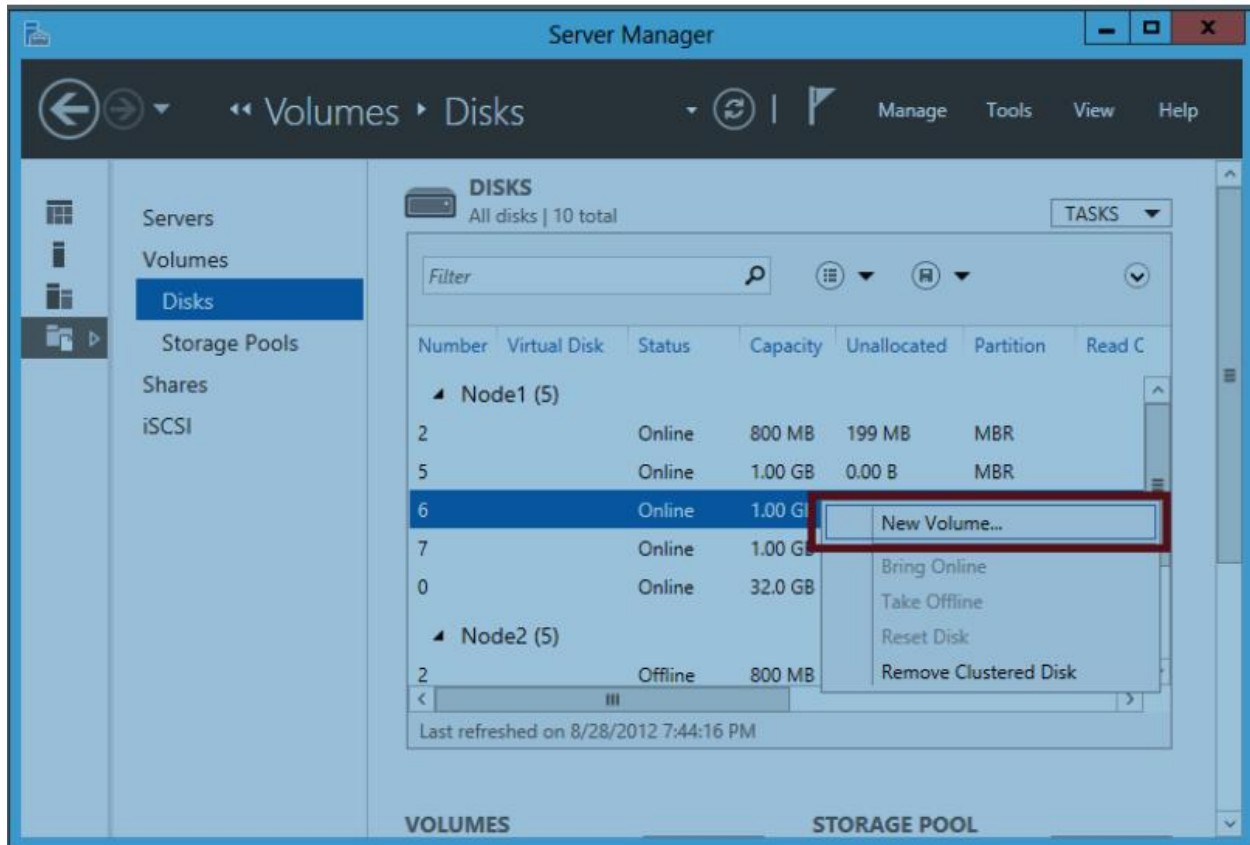 Server Manager
Volumes Disks
Manage Tools View Help
Servers
Volumes
Disks
Storage Pools
Shares
iSCSI
DISKS
All disks | 10 total
TASKS
Filter
Number Virtual Disk Status Capacity Unallocated Partition Read C
Node1 (5)
2 Online 800 MB 199 MB MBR
5 Online 1.00 GB 0.00 B MBR
6 Online 1.00
7 Online 1.00 GB
0 Online 32.0 GB
New Volume...
Bring Online
Take Offline
Reset Disk
Remove Clustered Disk
Node2 (5)
2 Offline 800 MB
Last refreshed on 8/28/2012 7:44:16 PM
VOLUMES
STORAGE POOL